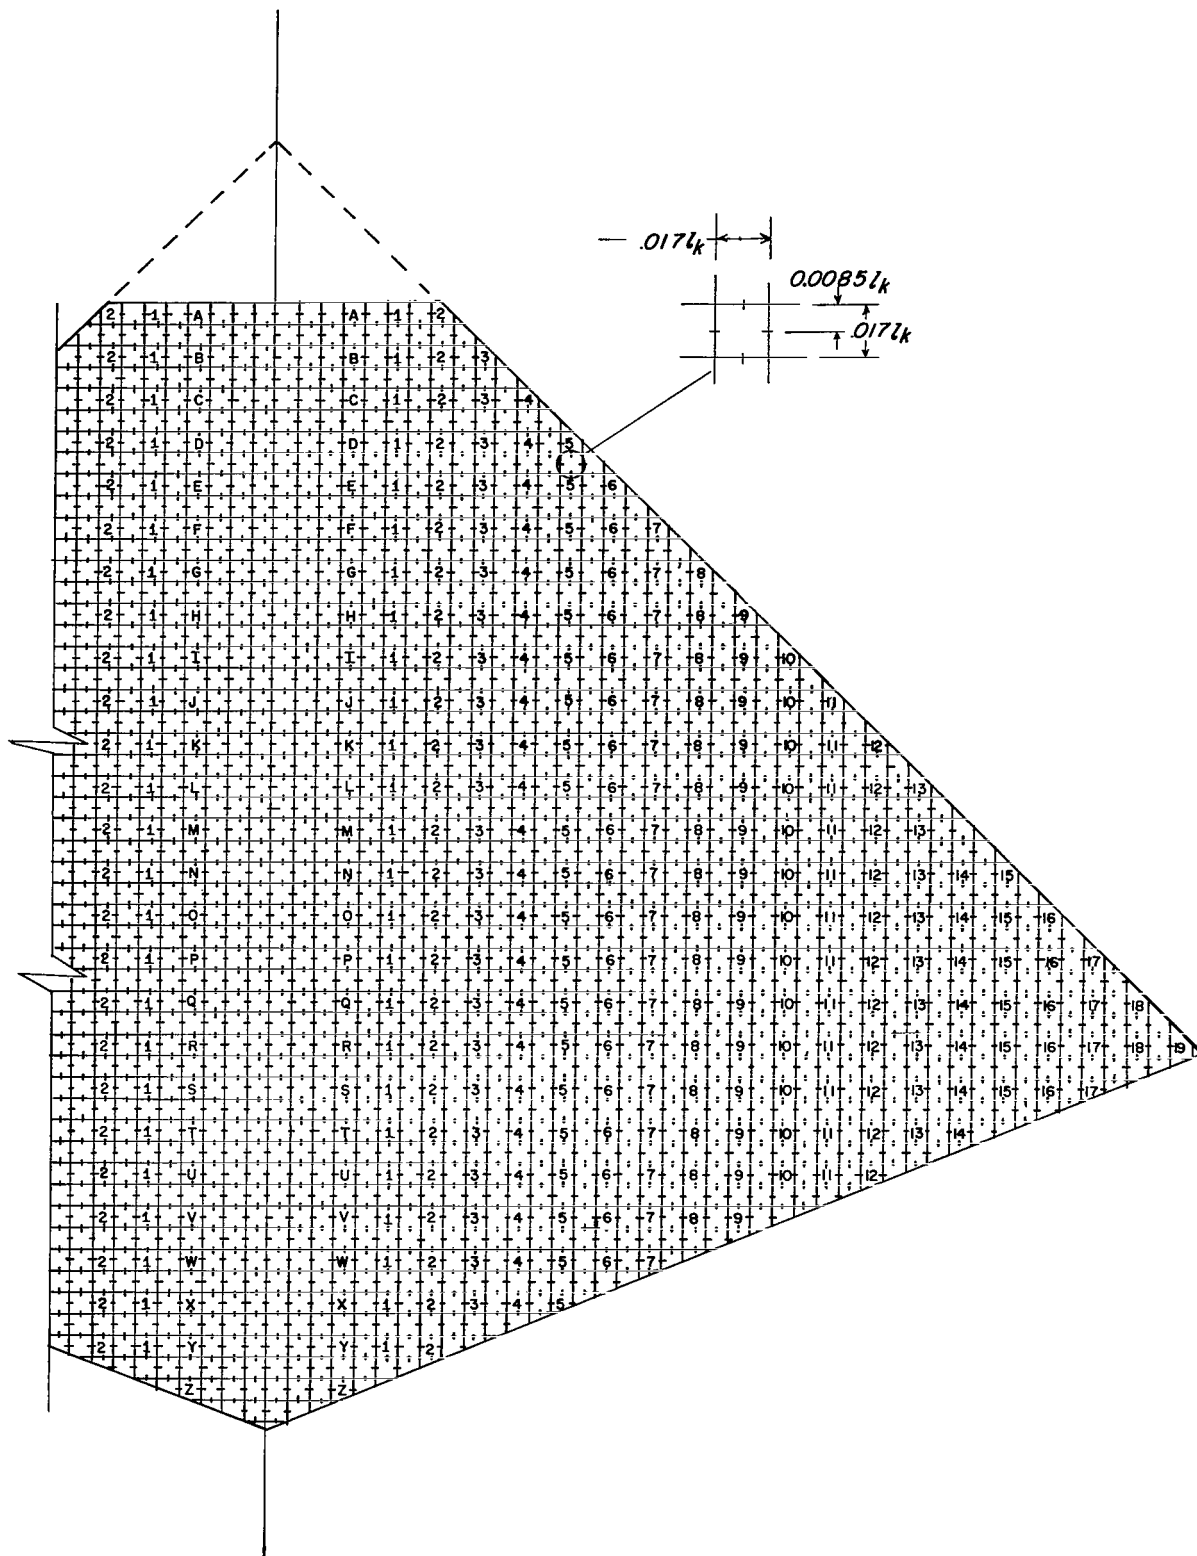 .017lk
0.0085lk
.017lk
2 1 A A 1 2
2 1 B B 1 2 3
2 1 C C 1 2 3 4
2 1 D D 1 2 3 4 5
2 1 E E 1 2 3 4 5 6
2 1 F F 1 2 3 4 5 6 7
2 1 G G 1 2 3 4 5 6 7 8
2 1 H H 1 2 3 4 5 6 7 8 9
2 1 I I 1 2 3 4 5 6 7 8 9 10
2 1 J J 1 2 3 4 5 6 7 8 9 10 11
2 1 K K 1 2 3 4 5 6 7 8 9 10 11 12
2 1 L L 1 2 3 4 5 6 7 8 9 10 11 12 13
2 1 M M 1 2 3 4 5 6 7 8 9 10 11 12 13
2 1 N N 1 2 3 4 5 6 7 8 9 10 11 12 13 14 15
2 1 O O 1 2 3 4 5 6 7 8 9 10 11 12 13 14 15 16
2 1 P P 1 2 3 4 5 6 7 8 9 10 11 12 13 14 15 16 17
2 1 Q Q 1 2 3 4 5 6 7 8 9 10 11 12 13 14 15 16 17 18
2 1 R R 1 2 3 4 5 6 7 8 9 10 11 12 13 14 15 16 17 18 19
2 1 S S 1 2 3 4 5 6 7 8 9 10 11 12 13 14 15 16 17
2 1 T T 1 2 3 4 5 6 7 8 9 10 11 12 13 14
2 1 U U 1 2 3 4 5 6 7 8 9 10 11 12
2 1 V V 1 2 3 4 5 6 7 8 9
2 1 W W 1 2 3 4 5 6 7
2 1 X X 1 2 3 4 5
2 1 Y Y 1 2
Z Z